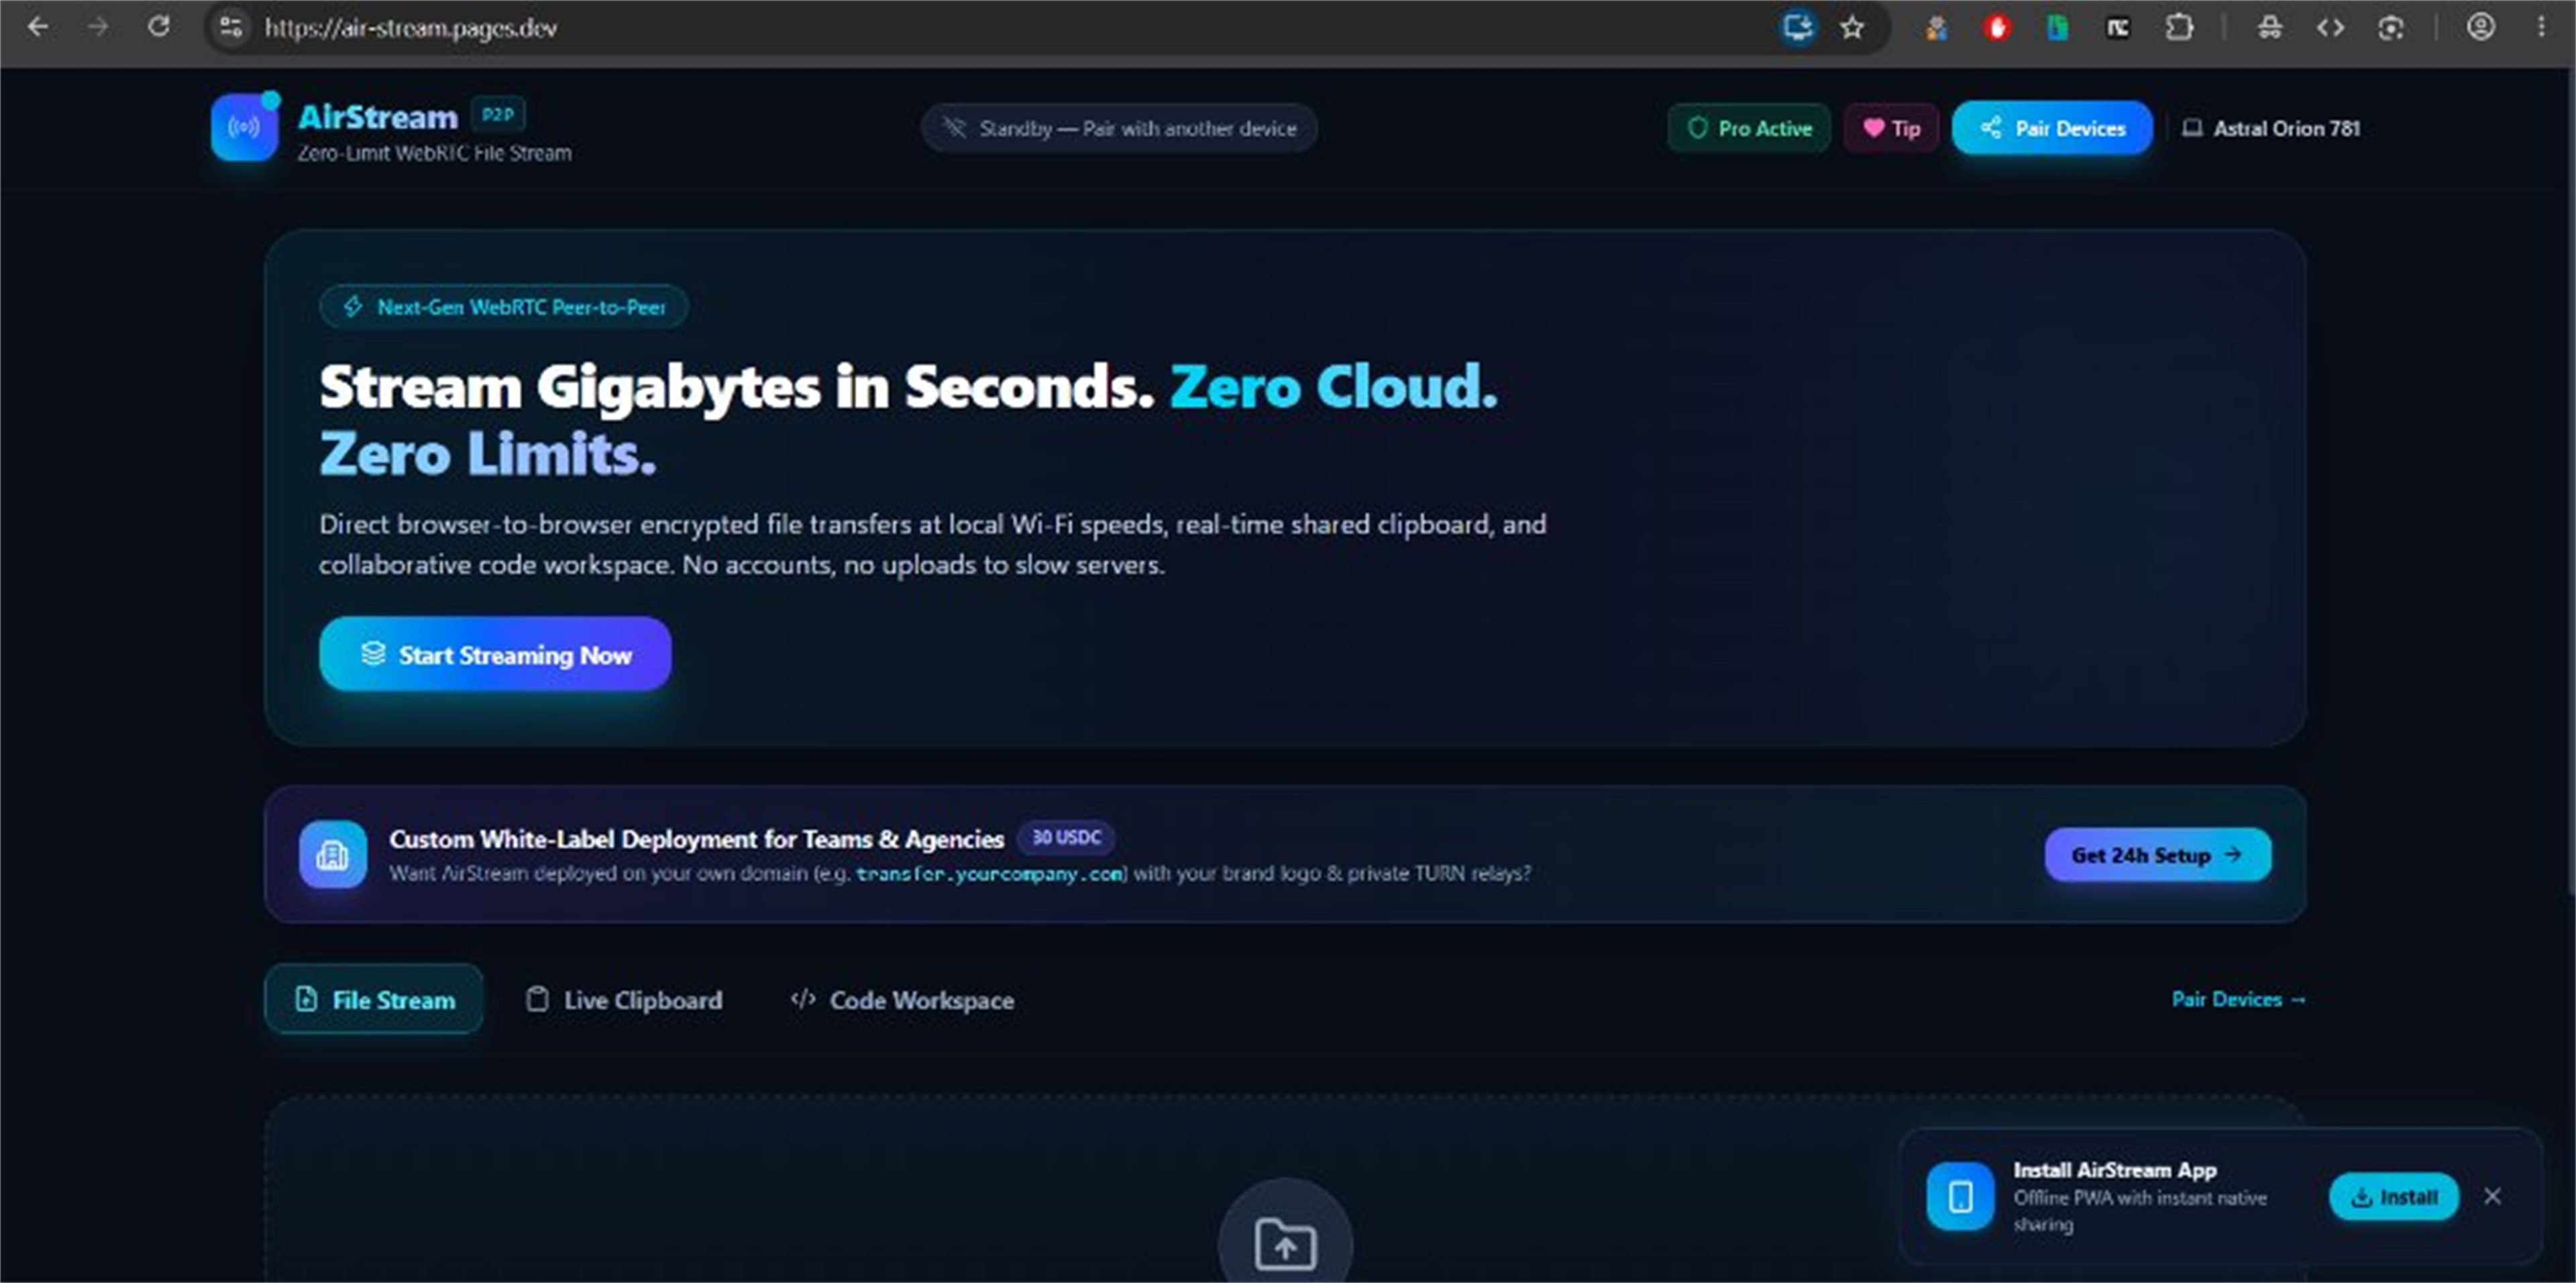 https://air-stream.pages.dev
AirStream P2P
Zero-Limit WebRTC File Stream
Standby — Pair with another device
Pro Active
Tip
Pair Devices
Astral Orion 781
Next-Gen WebRTC Peer-to-Peer
Stream Gigabytes in Seconds. Zero Cloud.
Zero Limits.
Direct browser-to-browser encrypted file transfers at local Wi-Fi speeds, real-time shared clipboard, and
collaborative code workspace. No accounts, no uploads to slow servers.
Start Streaming Now
Custom White-Label Deployment for Teams & Agencies 30 USDC
Want AirStream deployed on your own domain (e.g. transfer.yourcompany.com) with your brand logo & private TURN relays?
Get 24h Setup →
File Stream
Live Clipboard
</> Code Workspace
Pair Devices →
Install AirStream App
Offline PWA with instant native
sharing
Install